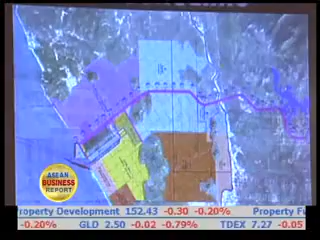 ASEAN
BUSINESS
REPORT
roperty Development 152.43 -0.30 -0.20% Property Fu
-0.20% GLD 2.50 -0.02 -0.79% TDEX 7.27 -0.05